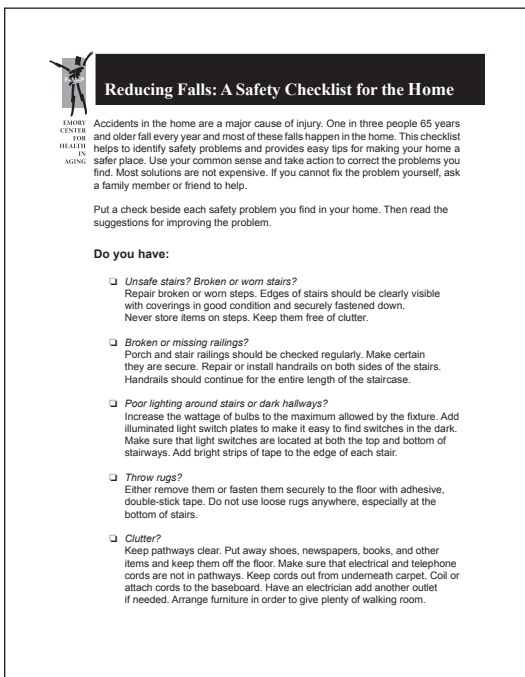 Reducing Falls: A Safety Checklist for the Home
EMORY
CENTER
FOR
HEALTH
IN
AGING
Accidents in the home are a major cause of injury. One in three people 65 years
and older fall every year and most of these falls happen in the home. This checklist
helps to identify safety problems and provides easy tips for making your home a
safer place. Use your common sense and take action to correct the problems you
find. Most solutions are not expensive. If you cannot fix the problem yourself, ask
a family member or friend to help.
Put a check beside each safety problem you find in your home. Then read the
suggestions for improving the problem.
Do you have:
❏ Unsafe stairs? Broken or worn stairs?
Repair broken or worn steps. Edges of stairs should be clearly visible
with coverings in good condition and securely fastened down.
Never store items on steps. Keep them free of clutter.
❏ Broken or missing railings?
Porch and stair railings should be checked regularly. Make certain
they are secure. Repair or install handrails on both sides of the stairs.
Handrails should continue for the entire length of the staircase.
❏ Poor lighting around stairs or dark hallways?
Increase the wattage of bulbs to the maximum allowed by the fixture. Add
illuminated light switch plates to make it easy to find switches in the dark.
Make sure that light switches are located at both the top and bottom of
stairways. Add bright strips of tape to the edge of each stair.
❏ Throw rugs?
Either remove them or fasten them securely to the floor with adhesive,
double-stick tape. Do not use loose rugs anywhere, especially at the
bottom of stairs.
❏ Clutter?
Keep pathways clear. Put away shoes, newspapers, books, and other
items and keep them off the floor. Make sure that electrical and telephone
cords are not in pathways. Keep cords out from underneath carpet. Coil or
attach cords to the baseboard. Have an electrician add another outlet
if needed. Arrange furniture in order to give plenty of walking room.